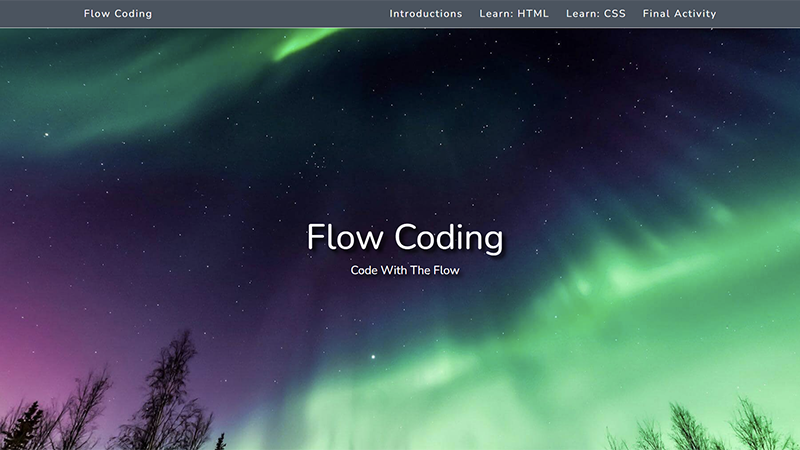 Flow Coding
Introductions Learn: HTML Learn: CSS Final Activity
Flow Coding
Code With The Flow